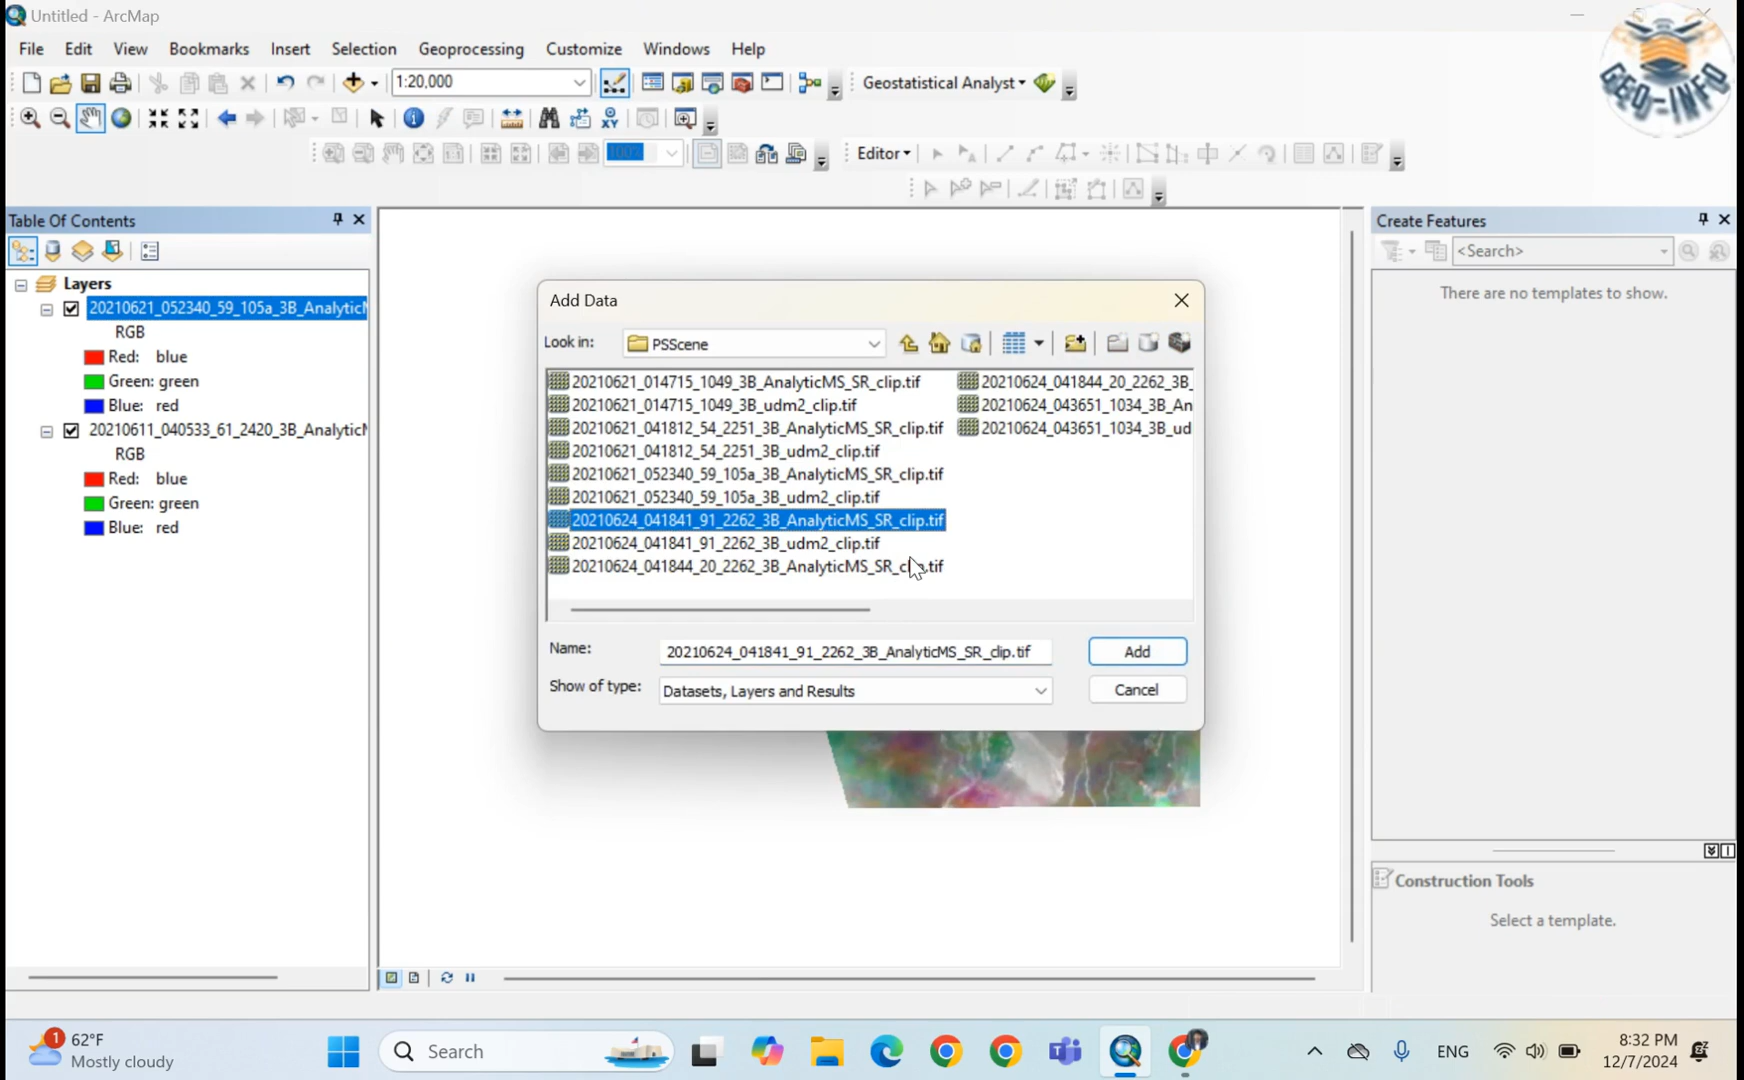 Untitled - ArcMap
File Edit View Bookmarks Insert Selection Geoprocessing Customize Windows Help
1:20,000
Geostatistical Analyst
GEO-INFO
100%
Editor
Table Of Contents
Layers
20210621_052340_59_105a_3B_Analytic
RGB
Red: blue
Green: green
Blue: red
20210611_040533_61_2420_3B_Analytic
RGB
Red: blue
Green: green
Blue: red
Add Data
Look in: PSScene
20210621_014715_1049_3B_AnalyticMS_SR_clip.tif
20210621_014715_1049_3B_udm2_clip.tif
20210621_041812_54_2251_3B_AnalyticMS_SR_clip.tif
20210621_041812_54_2251_3B_udm2_clip.tif
20210621_052340_59_105a_3B_AnalyticMS_SR_clip.tif
20210621_052340_59_105a_3B_udm2_clip.tif
20210624_041841_91_2262_3B_AnalyticMS_SR_clip.tif
20210624_041841_91_2262_3B_udm2_clip.tif
20210624_041844_20_2262_3B_AnalyticMS_SR_clip.tif
20210624_041844_20_2262_3B_
20210624_043651_1034_3B_An
20210624_043651_1034_3B_ud
Name: 20210624_041841_91_2262_3B_AnalyticMS_SR_clip.tif
Add
Show of type: Datasets, Layers and Results
Cancel
Create Features
<Search>
There are no templates to show.
Construction Tools
Select a template.
1
62°F
Mostly cloudy
Search
ENG
8:32 PM
12/7/2024